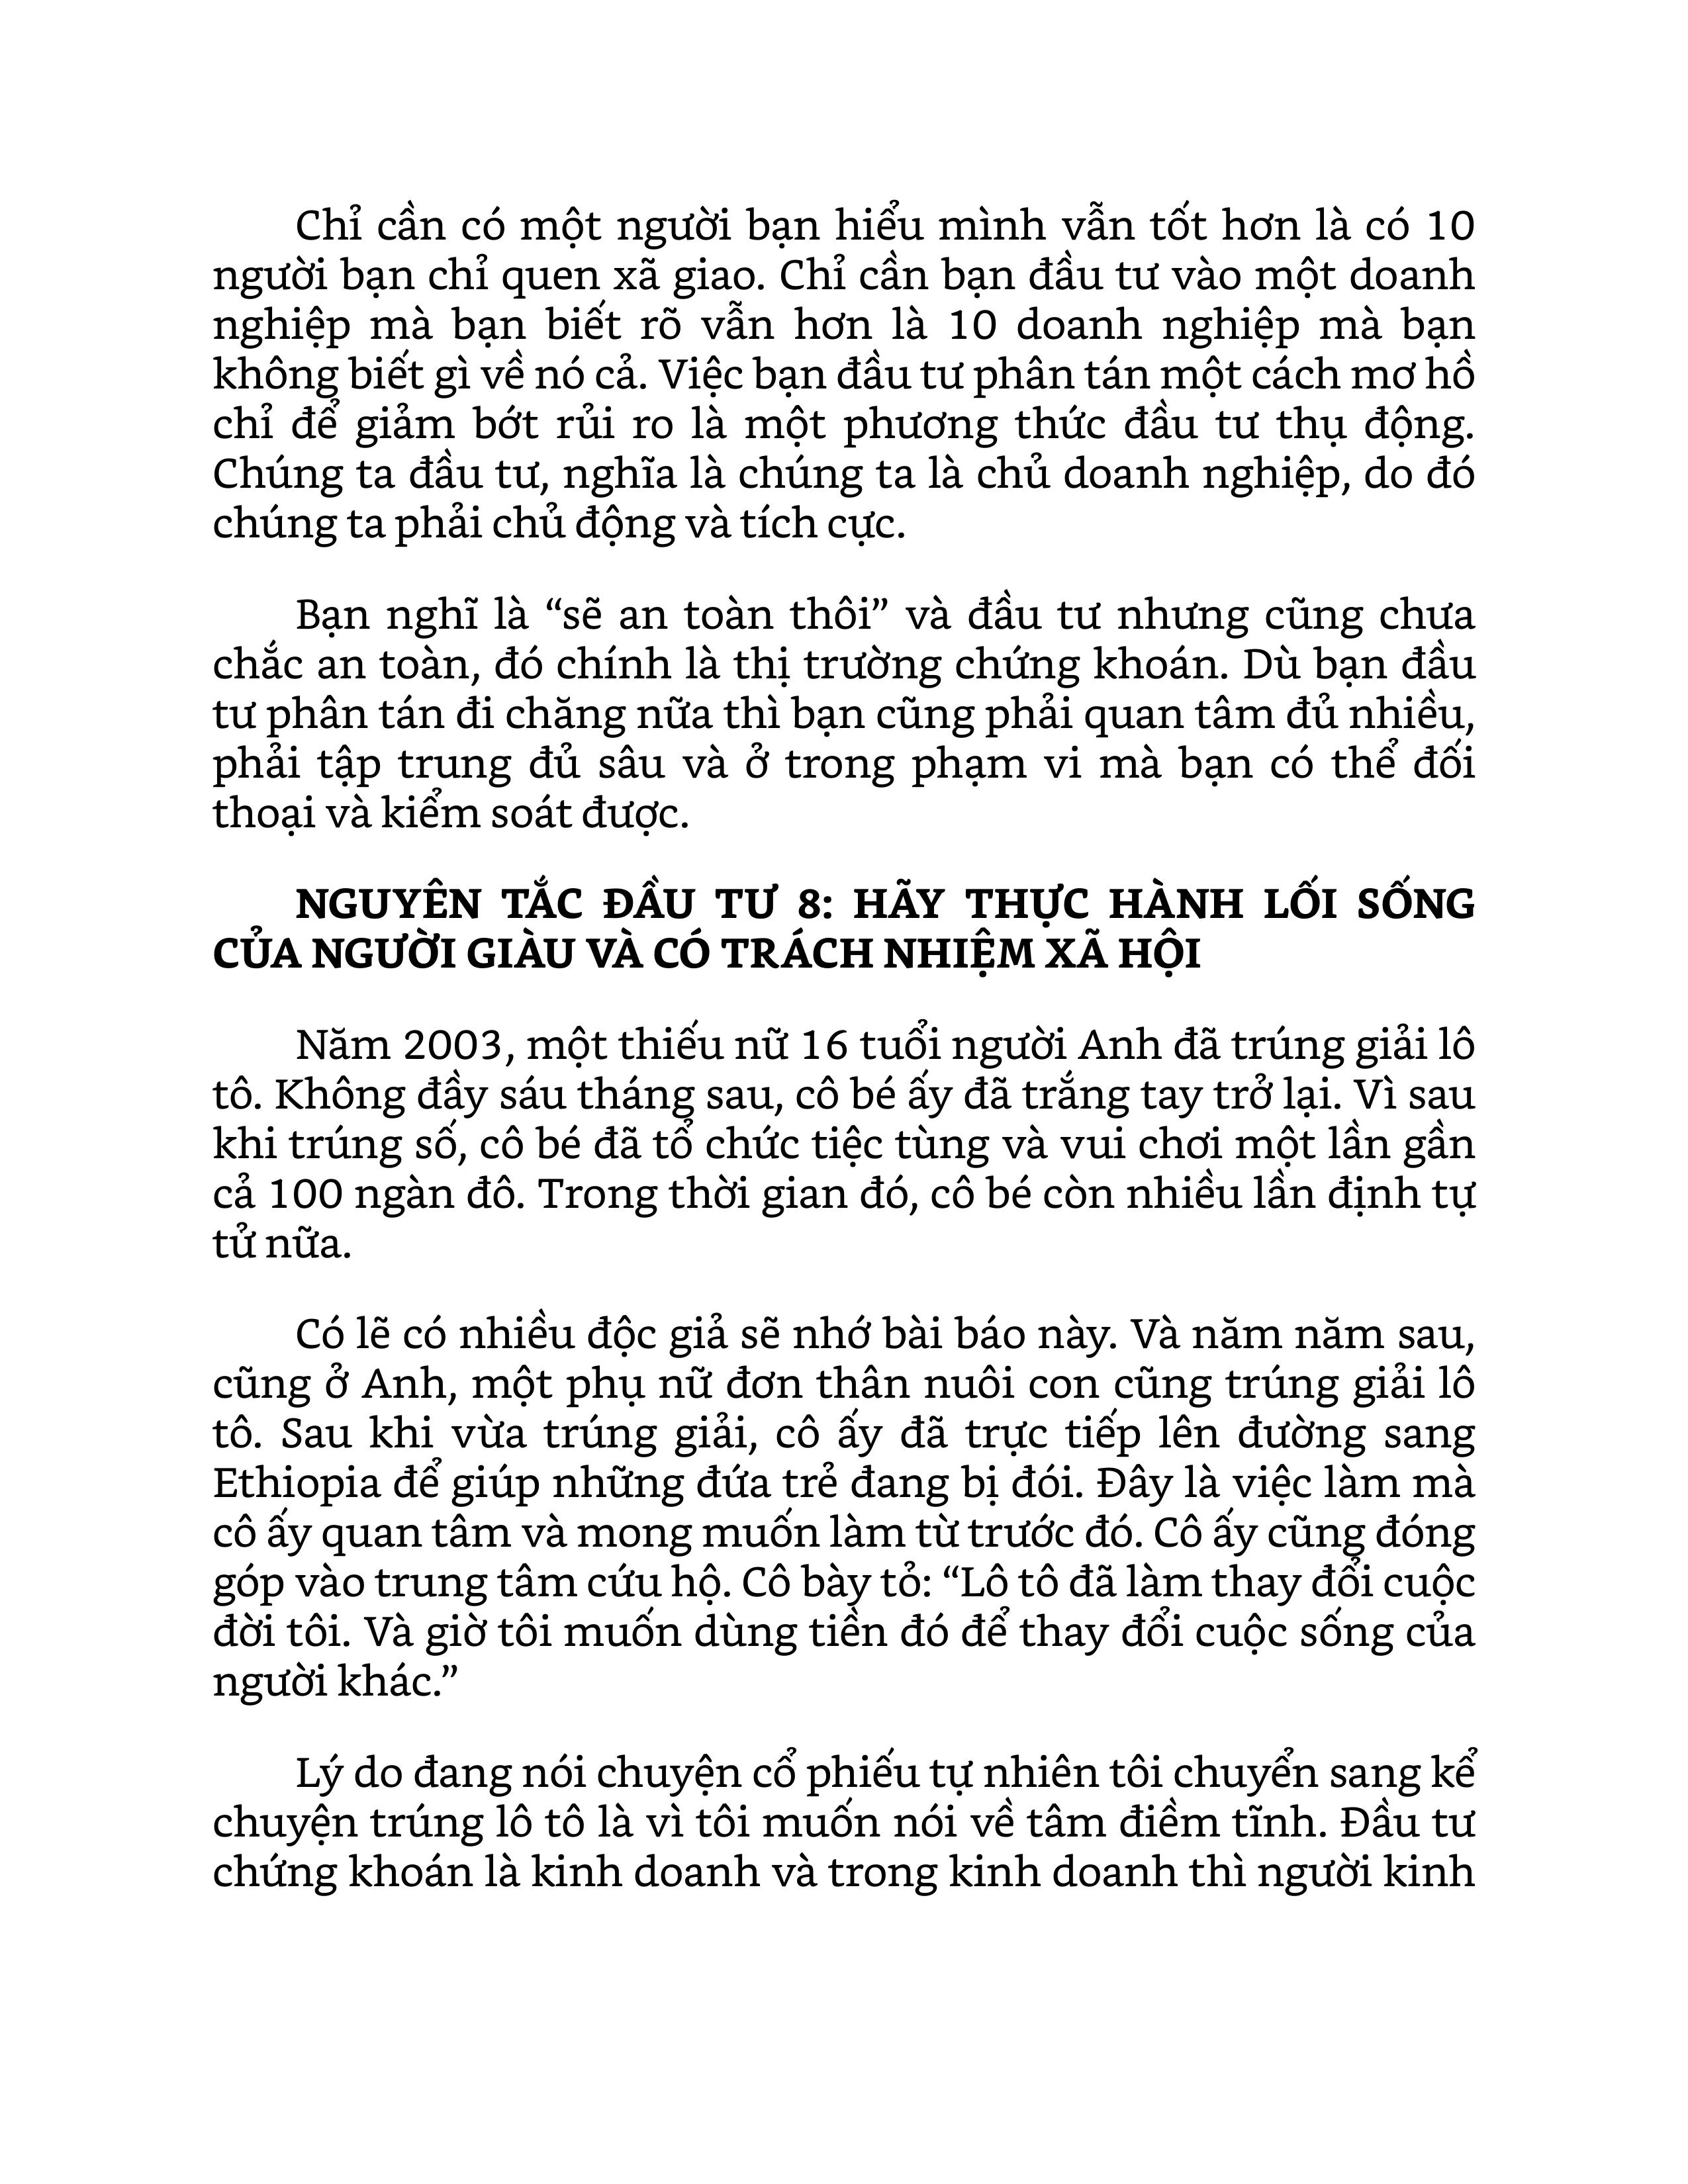 Chỉ cần có một người bạn hiểu mình vẫn tốt hơn là có 10
người bạn chỉ quen xã giao. Chỉ cần bạn đầu tư vào một doanh
nghiệp mà bạn biết rõ vẫn hơn là 10 doanh nghiệp mà bạn
không biết gì về nó cả. Việc bạn đầu tư phân tán một cách mơ hồ
chỉ để giảm bớt rủi ro là một phương thức đầu tư thụ động.
Chúng ta đầu tư, nghĩa là chúng ta là chủ doanh nghiệp, do đó
chúng ta phải chủ động và tích cực.
Bạn nghĩ là “sẽ an toàn thôi” và đầu tư nhưng cũng chưa
chắc an toàn, đó chính là thị trường chứng khoán. Dù bạn đầu
tư phân tán đi chăng nữa thì bạn cũng phải quan tâm đủ nhiều,
phải tập trung đủ sâu và ở trong phạm vi mà bạn có thể đối
thoại và kiểm soát được.
NGUYÊN TẮC ĐẦU TƯ 8: HÃY THỰC HÀNH LỐI SỐNG
CỦA NGƯỜI GIÀU VÀ CÓ TRÁCH NHIỆM XÃ HỘI
Năm 2003, một thiếu nữ 16 tuổi người Anh đã trúng giải lô
tô. Không đầy sáu tháng sau, cô bé ấy đã trắng tay trở lại. Vì sau
khi trúng số, cô bé đã tổ chức tiệc tùng và vui chơi một lần gần
cả 100 ngàn đô. Trong thời gian đó, cô bé còn nhiều lần định tự
tử nữa.
Có lẽ có nhiều độc giả sẽ nhớ bài báo này. Và năm năm sau,
cũng ở Anh, một phụ nữ đơn thân nuôi con cũng trúng giải lô
tô. Sau khi vừa trúng giải, cô ấy đã trực tiếp lên đường sang
Ethiopia để giúp những đứa trẻ đang bị đói. Đây là việc làm mà
cô ấy quan tâm và mong muốn làm từ trước đó. Cô ấy cũng đóng
góp vào trung tâm cứu hộ. Cô bày tỏ: “Lô tô đã làm thay đổi cuộc
đời tôi. Và giờ tôi muốn dùng tiền đó để thay đổi cuộc sống của
người khác.”
Lý do đang nói chuyện cổ phiếu tự nhiên tôi chuyển sang kể
chuyện trúng lô tô là vì tôi muốn nói về tâm điềm tĩnh. Đầu tư
chứng khoán là kinh doanh và trong kinh doanh thì người kinh